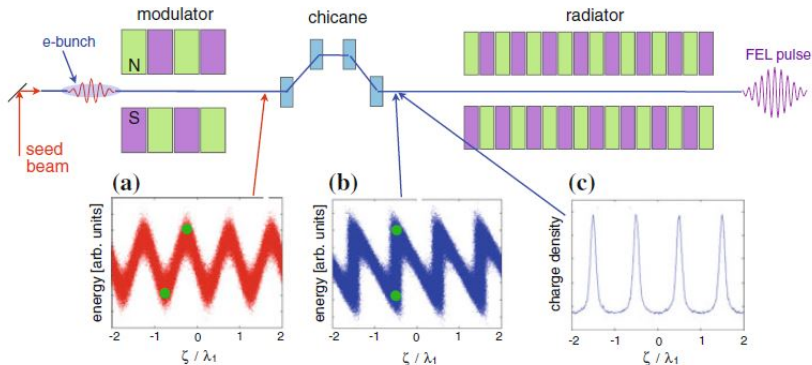 modulator
chicane
radiator
e-bunch
N
S
FEL pulse
seed
beam
(a)
(b)
(c)
energy [arb. units]
-2 -1 0 1 2
ζ / λ1
energy [arb. units]
-2 -1 0 1 2
ζ / λ1
charge density
-2 -1 0 1 2
ζ / λ1